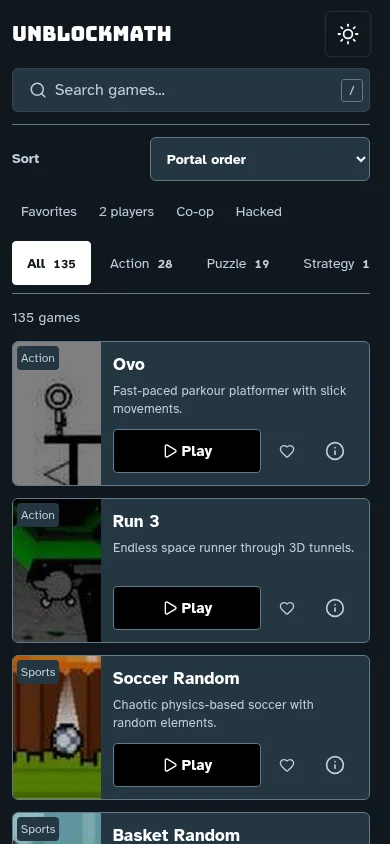 UNBLOCKMATH
Search games... /
Sort Portal order
Favorites 2 players Co-op Hacked
All 135 Action 28 Puzzle 19 Strategy 1
135 games
Action
Ovo
Fast-paced parkour platformer with slick
movements.
Play
Action
Run 3
Endless space runner through 3D tunnels.
Play
Sports
Soccer Random
Chaotic physics-based soccer with
random elements.
Play
Sports
Basket Random